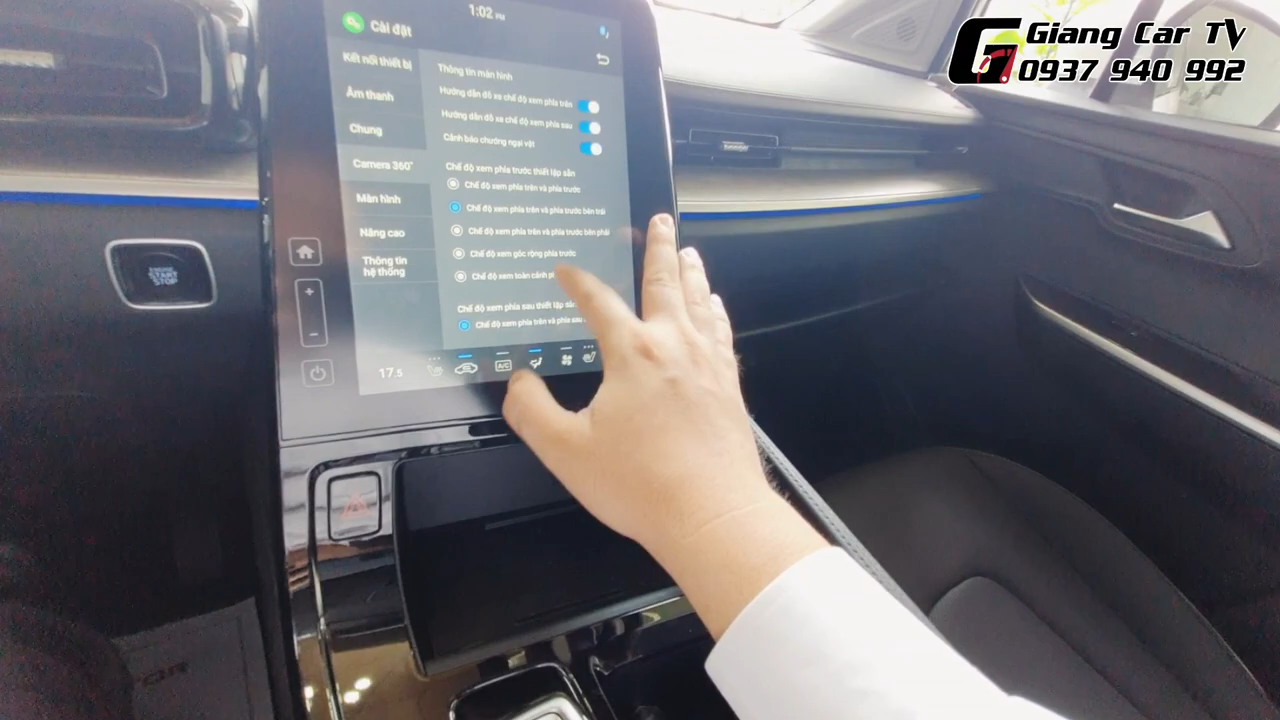 Giang Car TV
0937 940 992
1:02 PM
Cài đặt
Kết nối thiết bị
Âm thanh
Chung
Camera 360°
Màn hình
Nâng cao
Thông tin
hệ thống
Thông tin màn hình
Hướng dẫn đỗ xe chế độ xem phía trên
Hướng dẫn đỗ xe chế độ xem phía sau
Cảnh báo chướng ngại vật
Chế độ xem phía trước thiết lập sẵn
Chế độ xem phía trên và phía trước
Chế độ xem phía trên và phía trước bên trái
Chế độ xem phía trên và phía trước bên phải
Chế độ xem góc rộng phía trước
Chế độ xem toàn cảnh
Chế độ xem phía sau thiết lập sẵn
Chế độ xem phía trên và phía sau
17.5
A/C
ENGINE
START
STOP